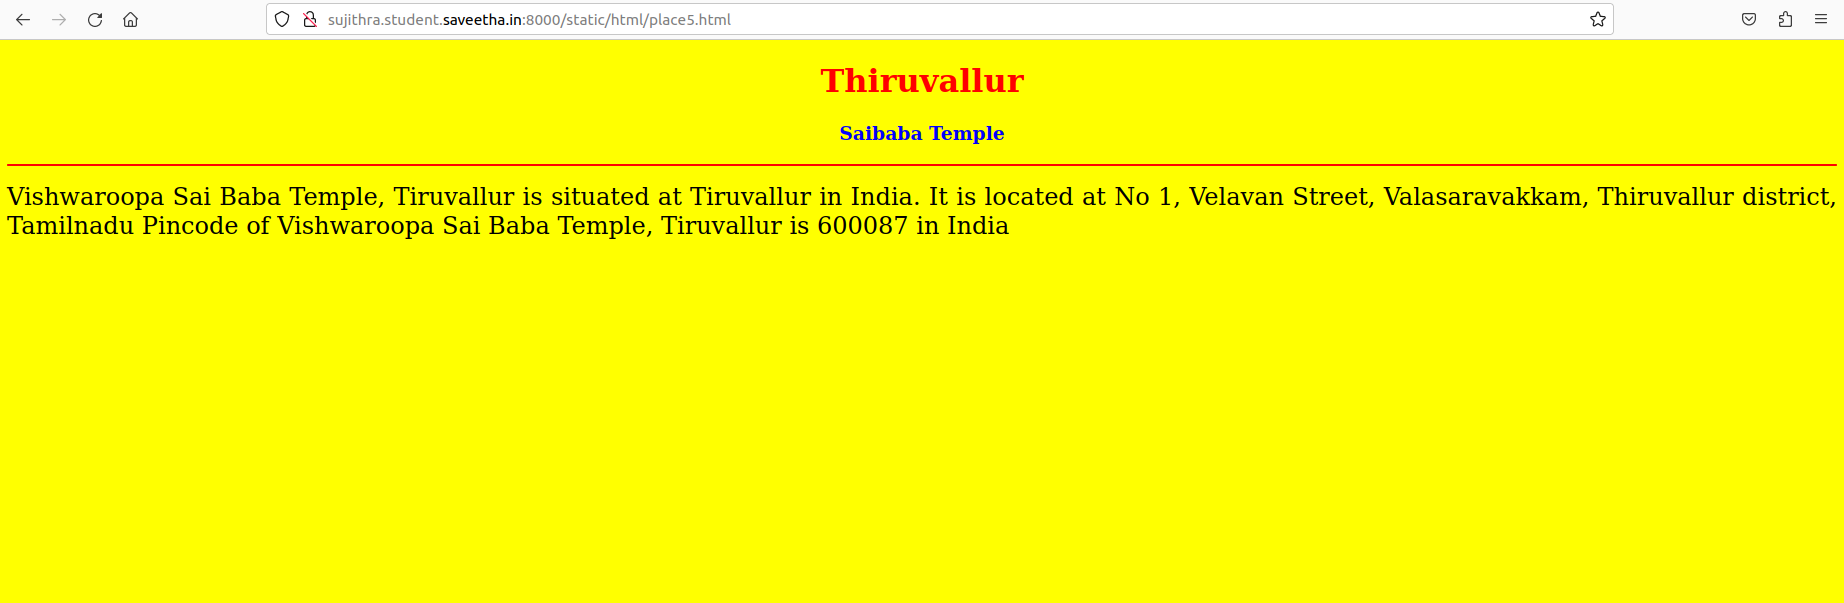 sujithra.student.saveetha.in:8000/static/html/place5.html
Thiruvallur
Saibaba Temple
Vishwaroopa Sai Baba Temple, Tiruvallur is situated at Tiruvallur in India. It is located at No 1, Velavan Street, Valasaravakkam, Thiruvallur district,
Tamilnadu Pincode of Vishwaroopa Sai Baba Temple, Tiruvallur is 600087 in India